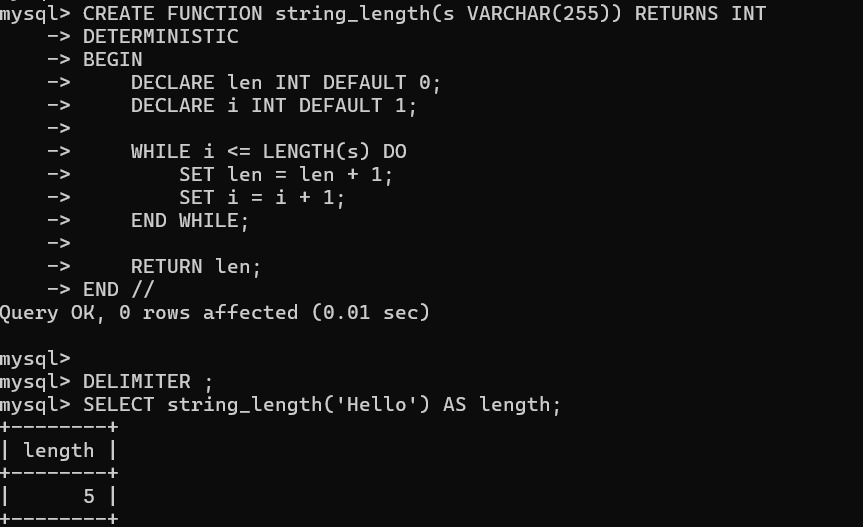 mysql> CREATE FUNCTION string_length(s VARCHAR(255)) RETURNS INT
    -> DETERMINISTIC
    -> BEGIN
    ->     DECLARE len INT DEFAULT 0;
    ->     DECLARE i INT DEFAULT 1;
    ->
    ->     WHILE i <= LENGTH(s) DO
    ->         SET len = len + 1;
    ->         SET i = i + 1;
    ->     END WHILE;
    ->
    ->     RETURN len;
    -> END //
Query OK, 0 rows affected (0.01 sec)

mysql>
mysql> DELIMITER ;
mysql> SELECT string_length('Hello') AS length;
+--------+
| length |
+--------+
|      5 |
+--------+